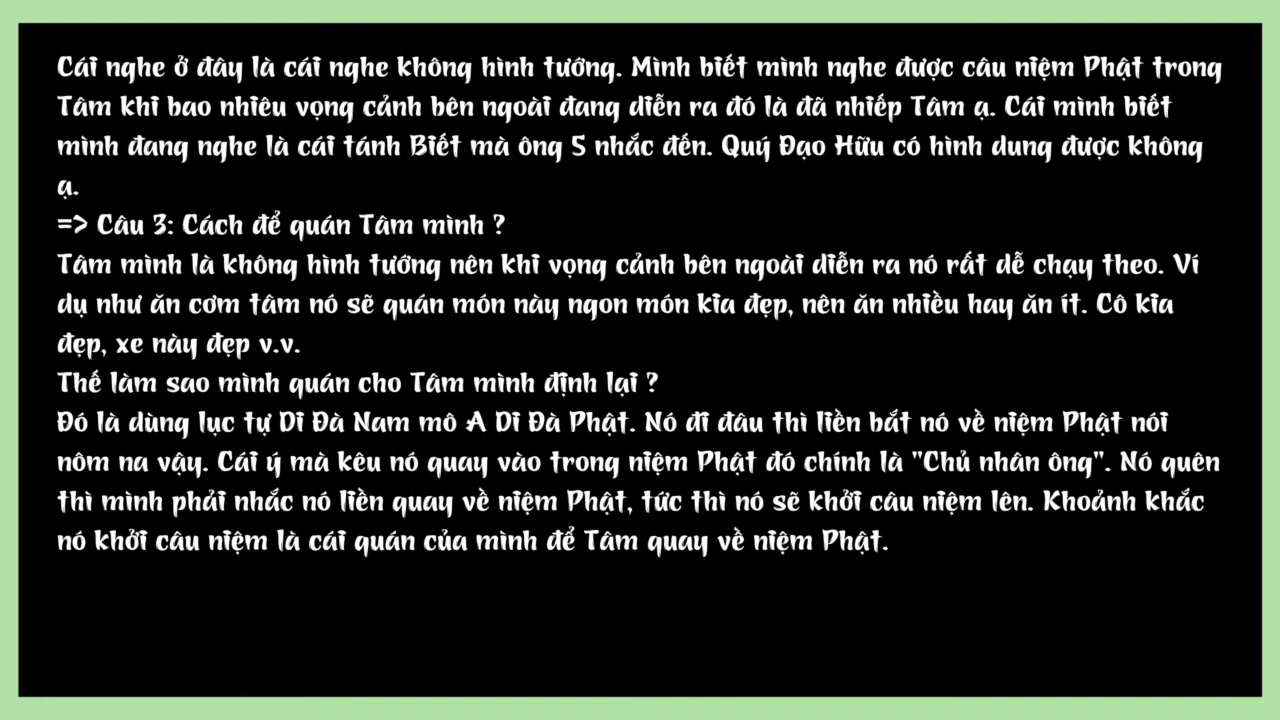 Cái nghe ở đây là cái nghe không hình tướng. Mình biết mình nghe được câu niệm Phật trong
Tâm khi bao nhiêu vọng cảnh bên ngoài đang diễn ra đó là đã nhiếp Tâm ạ. Cái mình biết
mình đang nghe là cái tánh Biết mà ông S nhắc đến. Quý Đạo Hữu có hình dung được không
ạ.
=> Câu 3: Cách để quán Tâm mình ?
Tâm mình là không hình tướng nên khi vọng cảnh bên ngoài diễn ra nó rất dễ chạy theo. Ví
dụ như ăn cơm tâm nó sẽ quán món này ngon món kia đẹp, nên ăn nhiều hay ăn ít. Cô kia
đẹp, xe này đẹp v.v.
Thế làm sao mình quán cho Tâm mình định lại ?
Đó là dùng lục tự Di Đà Nam mô A Di Đà Phật. Nó đi đâu thì liền bắt nó về niệm Phật nói
nôm na vậy. Cái ý mà kêu nó quay vào trong niệm Phật đó chính là "Chủ nhân ông". Nó quên
thì mình phải nhắc nó liền quay về niệm Phật, tức thì nó sẽ khởi câu niệm lên. Khoảnh khắc
nó khởi câu niệm là cái quán của mình để Tâm quay về niệm Phật.